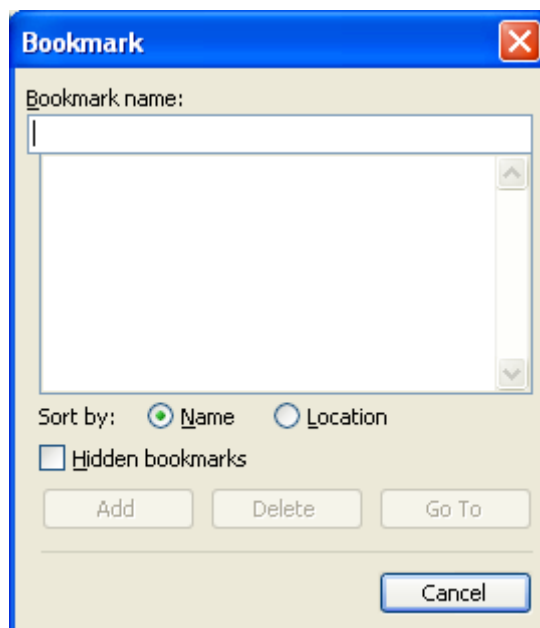 Bookmark
Bookmark name:
Sort by: Name Location
Hidden bookmarks
Add Delete Go To
Cancel